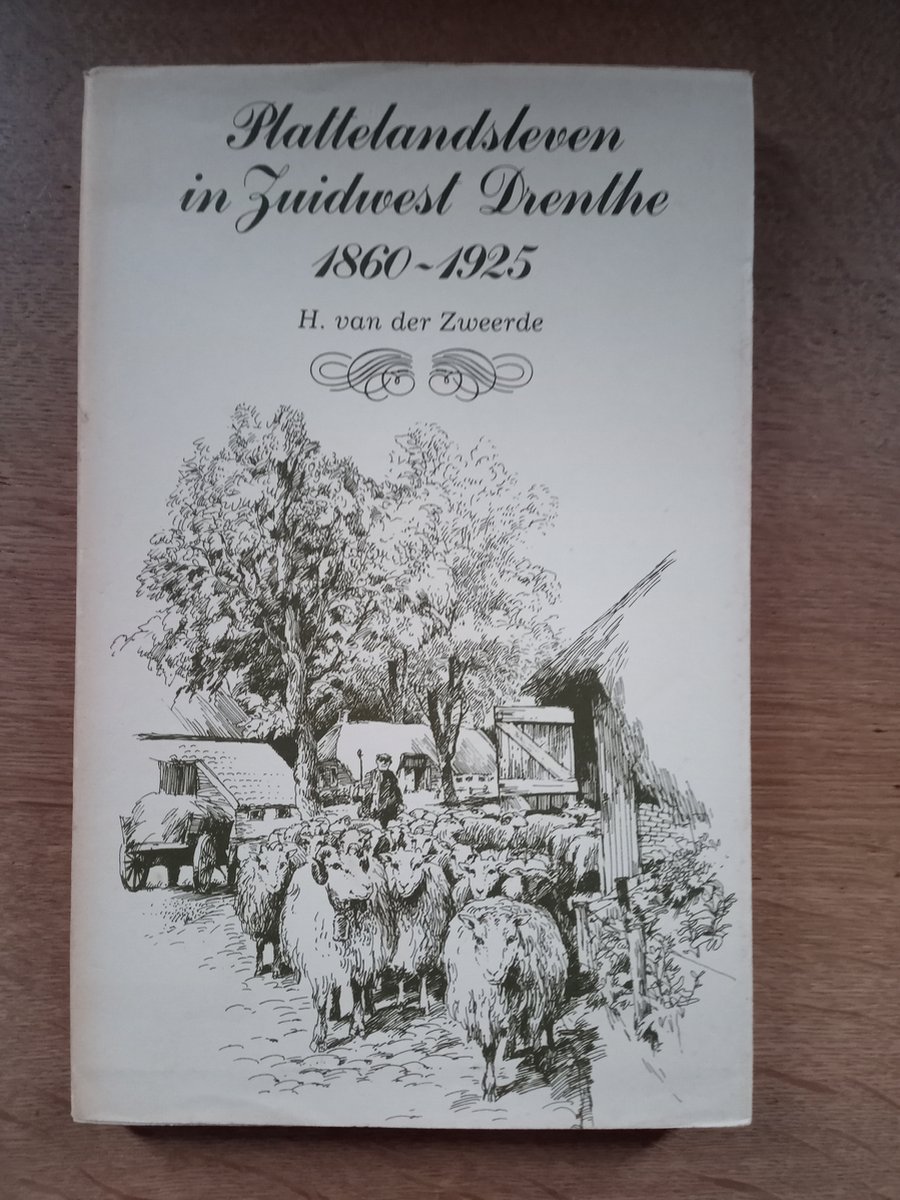 Plattelandsleven
in Zuidwest Drenthe
1860~1925
H. van der Zweerde